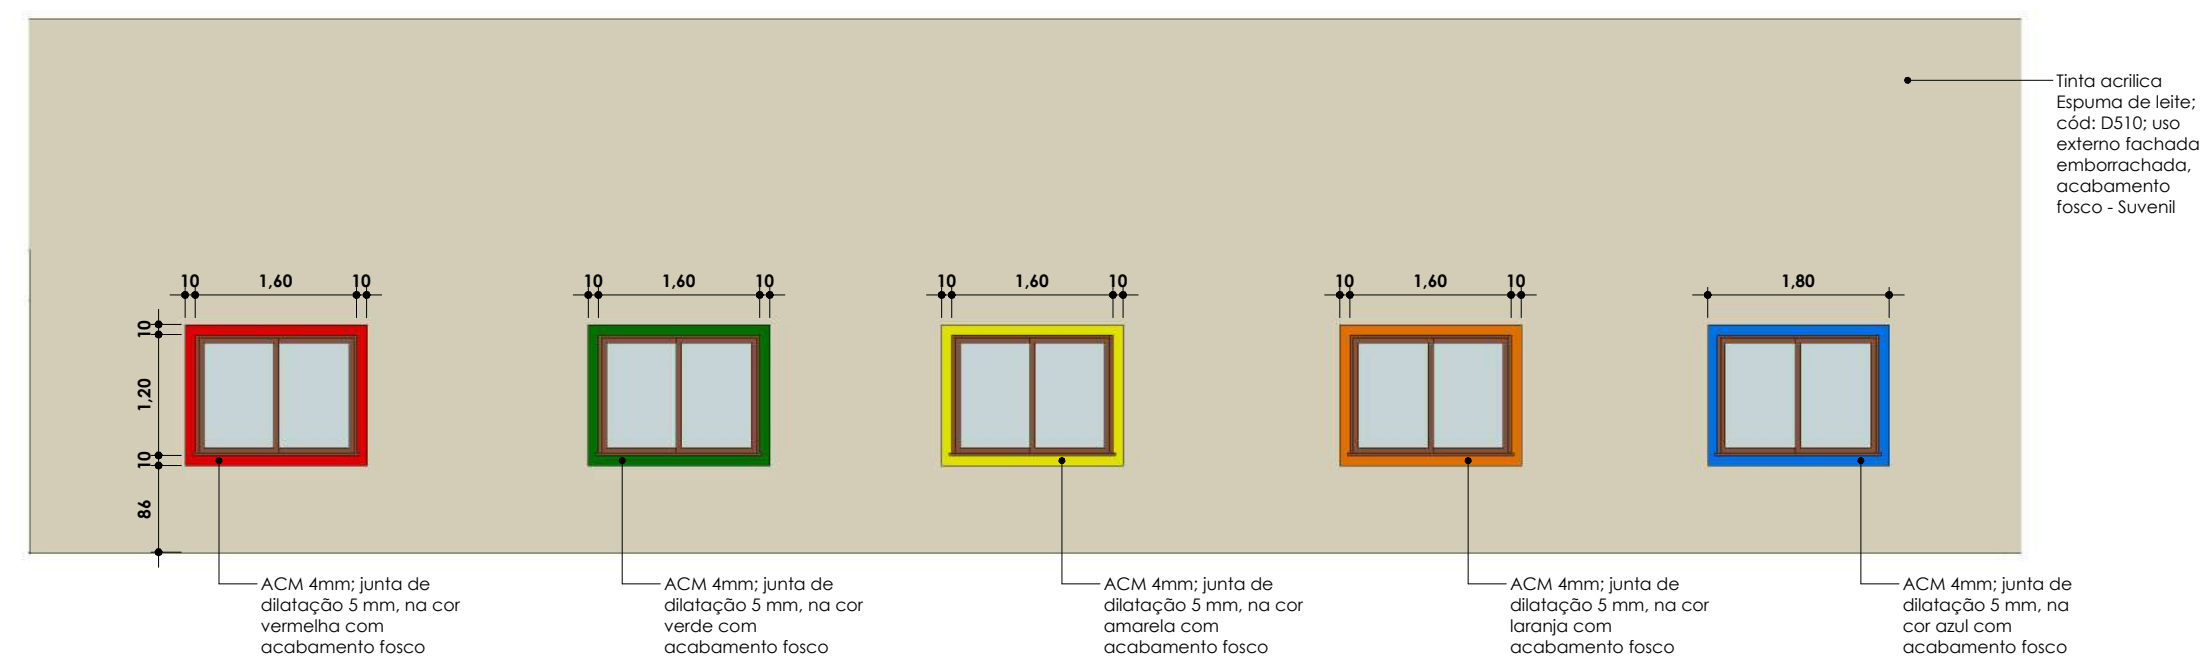 Tinta acrilica
Espuma de leite;
cód: D510; uso
externo fachada
emborrachada,
acabamento
fosco - Suvenil
10 1,60 10
10 1,60 10
10 1,60 10
10 1,60 10
1,80
10
1,20
10
86
ACM 4mm; junta de
dilatação 5 mm, na cor
vermelha com
acabamento fosco
ACM 4mm; junta de
dilatação 5 mm, na cor
verde com
acabamento fosco
ACM 4mm; junta de
dilatação 5 mm, na cor
amarela com
acabamento fosco
ACM 4mm; junta de
dilatação 5 mm, na cor
laranja com
acabamento fosco
ACM 4mm; junta de
dilatação 5 mm, na
cor azul com
acabamento fosco